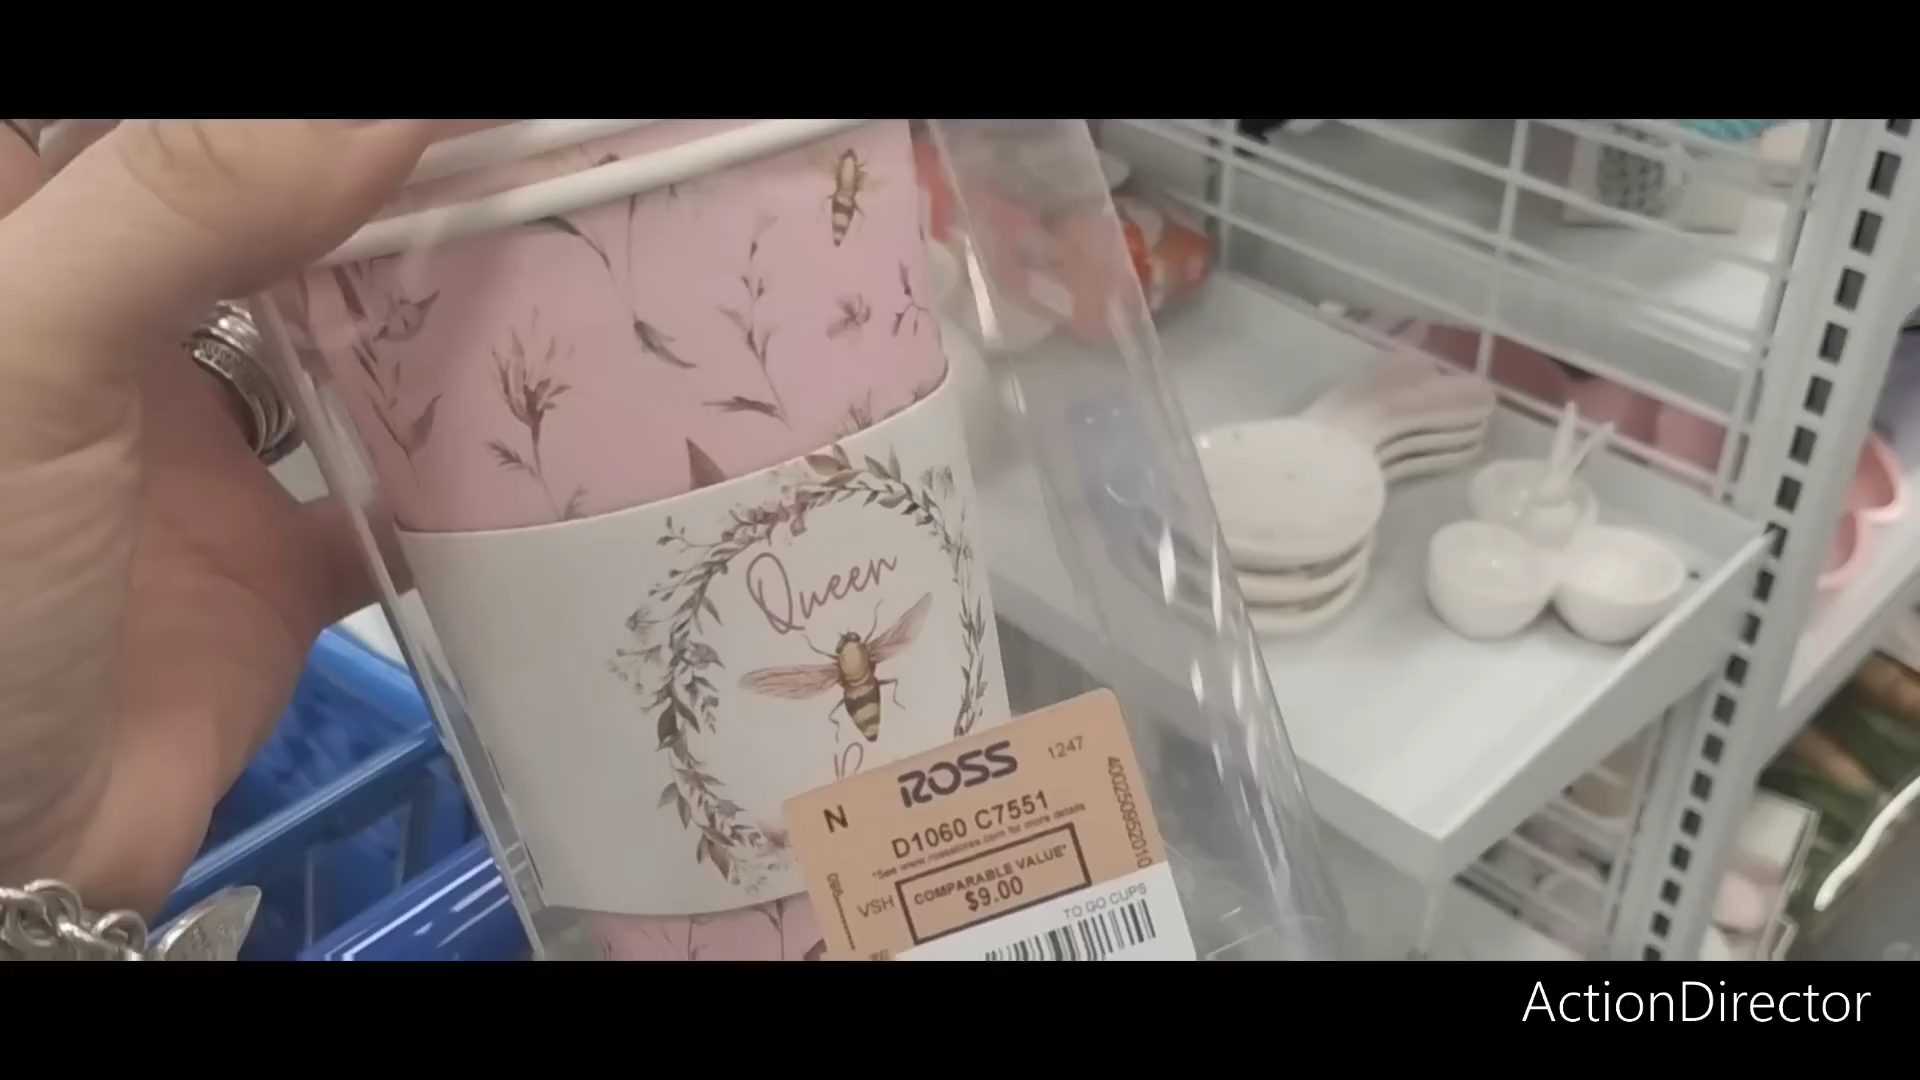 Queen
ROSS
1247
N
D1060 C7551
*See www.rossstores.com for more details
COMPARABLE VALUE*
$9.00
VSH
400250952010
TO GO CUPS
ActionDirector